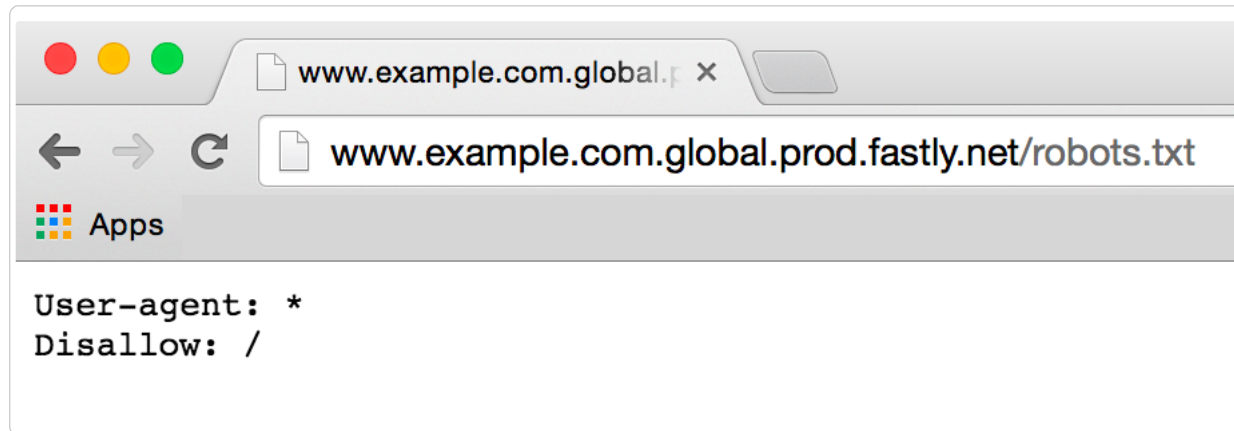 www.example.com.global.p
www.example.com.global.prod.fastly.net/robots.txt
Apps
User-agent: *
Disallow: /